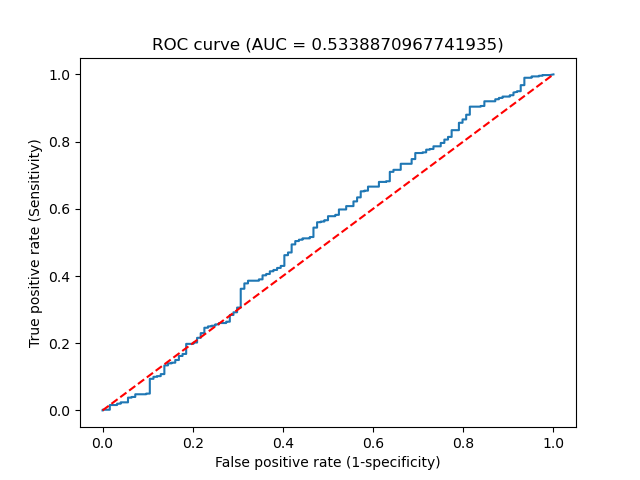 ROC curve (AUC = 0.5338870967741935)
True positive rate (Sensitivity)
1.0
0.8
0.6
0.4
0.2
0.0
0.0 0.2 0.4 0.6 0.8 1.0
False positive rate (1-specificity)